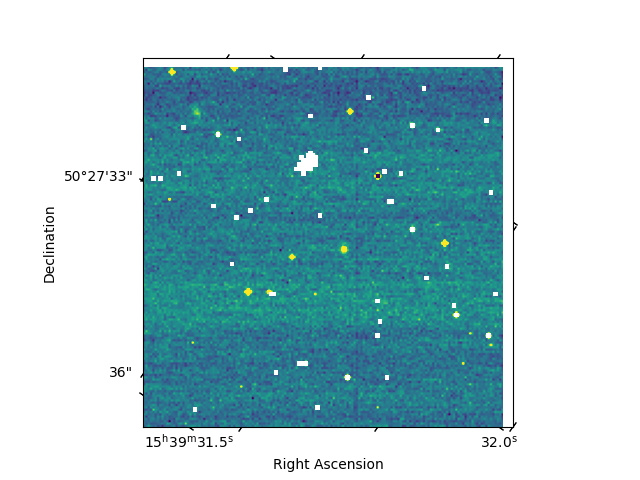 50°27'33"
Declination
36"
15ʰ39ᵐ31.5ˢ
32.0ˢ
Right Ascension